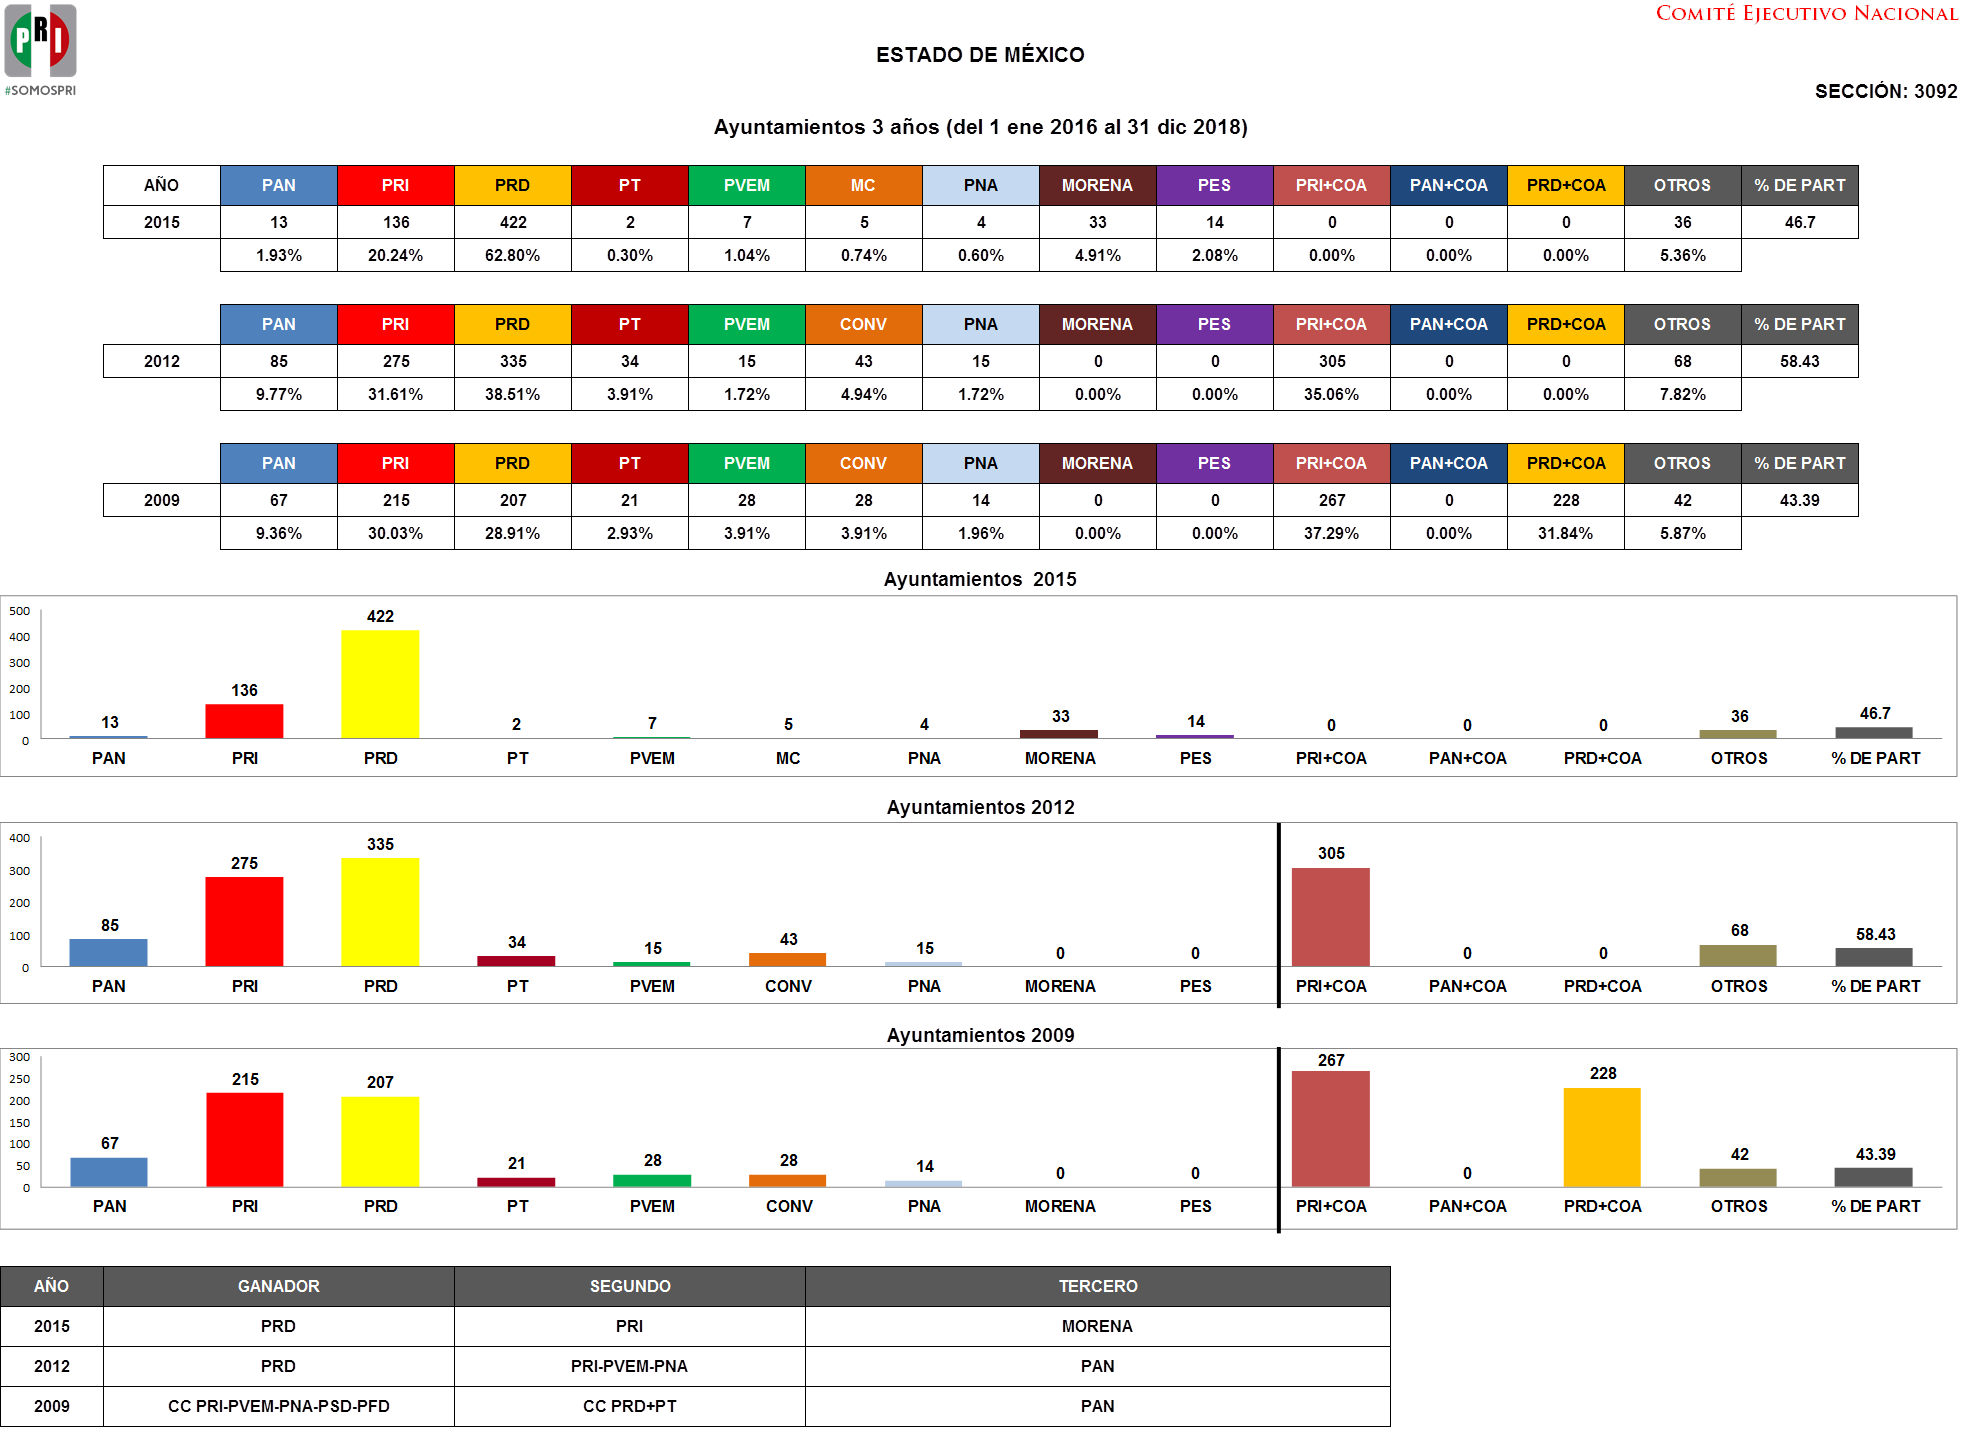 PRI
#SOMOSPRI
COMITÉ EJECUTIVO NACIONAL
ESTADO DE MÉXICO
SECCIÓN: 3092
Ayuntamientos 3 años (del 1 ene 2016 al 31 dic 2018)
AÑO PAN PRI PRD PT PVEM MC PNA MORENA PES PRI+COA PAN+COA PRD+COA OTROS % DE PART
2015 13 136 422 2 7 5 4 33 14 0 0 0 36 46.7
1.93% 20.24% 62.80% 0.30% 1.04% 0.74% 0.60% 4.91% 2.08% 0.00% 0.00% 0.00% 5.36%
PAN PRI PRD PT PVEM CONV PNA MORENA PES PRI+COA PAN+COA PRD+COA OTROS % DE PART
2012 85 275 335 34 15 43 15 0 0 305 0 0 68 58.43
9.77% 31.61% 38.51% 3.91% 1.72% 4.94% 1.72% 0.00% 0.00% 35.06% 0.00% 0.00% 7.82%
PAN PRI PRD PT PVEM CONV PNA MORENA PES PRI+COA PAN+COA PRD+COA OTROS % DE PART
2009 67 215 207 21 28 28 14 0 0 267 0 228 42 43.39
9.36% 30.03% 28.91% 2.93% 3.91% 3.91% 1.96% 0.00% 0.00% 37.29% 0.00% 31.84% 5.87%
Ayuntamientos 2015
500
400
300
200
100
0
13 136 422 2 7 5 4 33 14 0 0 0 36 46.7
PAN PRI PRD PT PVEM MC PNA MORENA PES PRI+COA PAN+COA PRD+COA OTROS % DE PART
Ayuntamientos 2012
400
300
200
100
0
85 275 335 34 15 43 15 0 0 305 0 0 68 58.43
PAN PRI PRD PT PVEM CONV PNA MORENA PES PRI+COA PAN+COA PRD+COA OTROS % DE PART
Ayuntamientos 2009
300
250
200
150
100
50
0
67 215 207 21 28 28 14 0 0 267 0 228 42 43.39
PAN PRI PRD PT PVEM CONV PNA MORENA PES PRI+COA PAN+COA PRD+COA OTROS % DE PART
AÑO GANADOR SEGUNDO TERCERO
2015 PRD PRI MORENA
2012 PRD PRI-PVEM-PNA PAN
2009 CC PRI-PVEM-PNA-PSD-PFD CC PRD+PT PAN